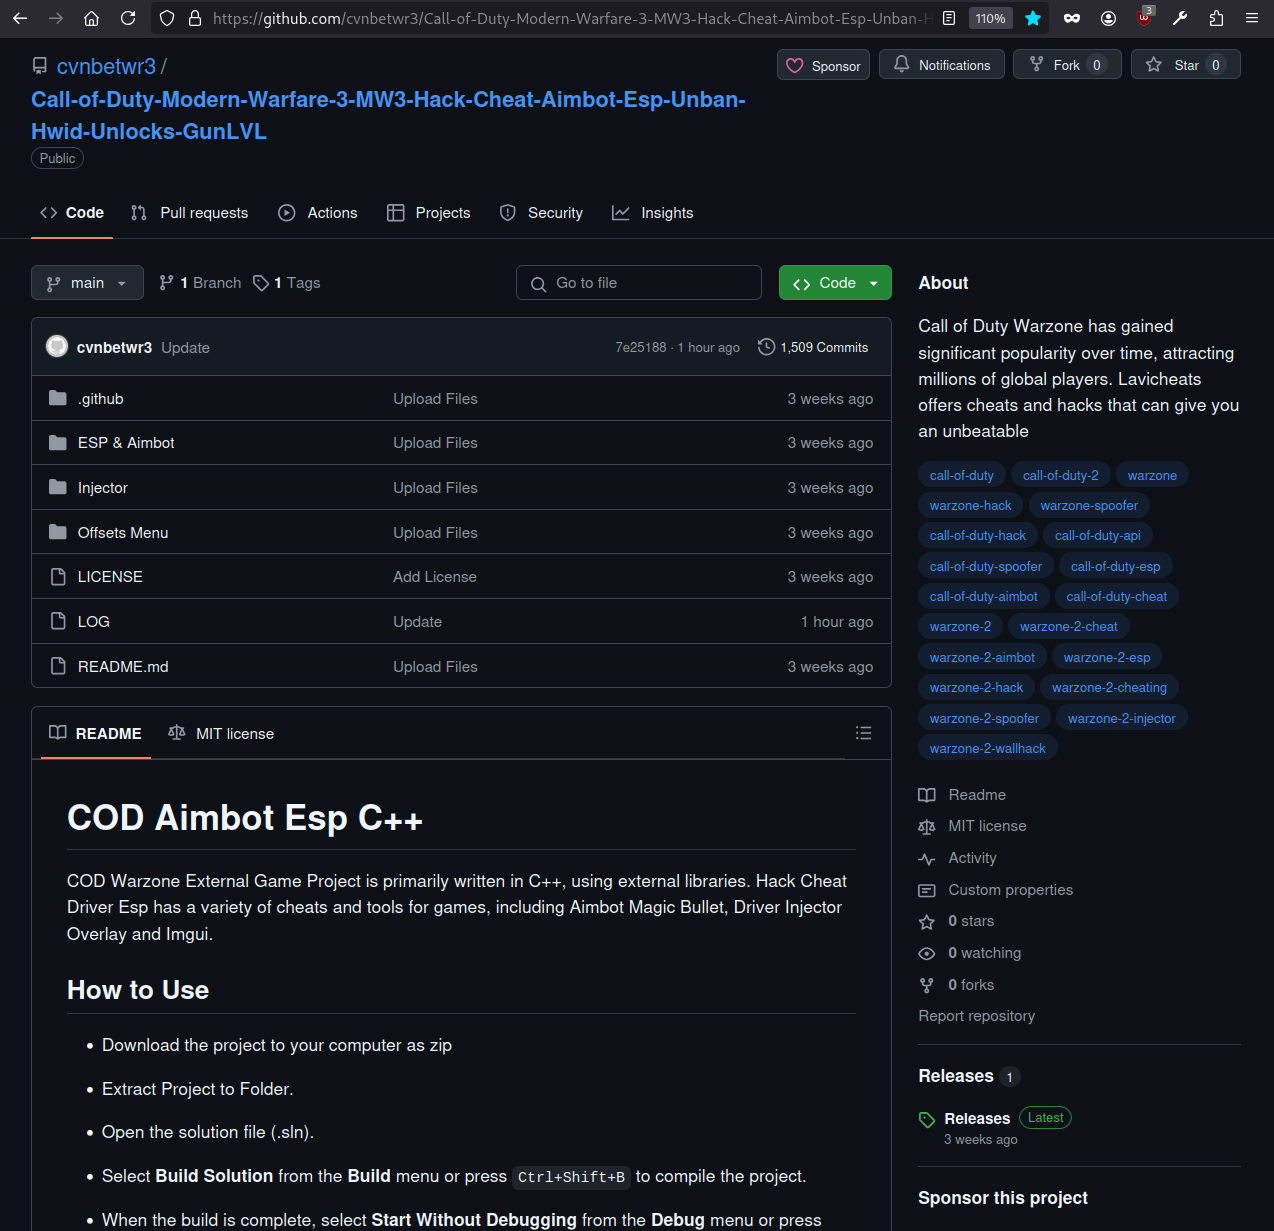 https://github.com/cvnbetwr3/Call-of-Duty-Modern-Warfare-3-MW3-Hack-Cheat-Aimbot-Esp-Unban-H
110%
3
cvnbetwr3 /
Call-of-Duty-Modern-Warfare-3-MW3-Hack-Cheat-Aimbot-Esp-Unban-
Hwid-Unlocks-GunLVL
Public
Sponsor
Notifications
Fork 0
Star 0
Code
Pull requests
Actions
Projects
Security
Insights
main
1 Branch
1 Tags
Go to file
Code
cvnbetwr3 Update
7e25188 · 1 hour ago
1,509 Commits
.github Upload Files 3 weeks ago
ESP & Aimbot Upload Files 3 weeks ago
Injector Upload Files 3 weeks ago
Offsets Menu Upload Files 3 weeks ago
LICENSE Add License 3 weeks ago
LOG Update 1 hour ago
README.md Upload Files 3 weeks ago
README
MIT license
COD Aimbot Esp C++
COD Warzone External Game Project is primarily written in C++, using external libraries. Hack Cheat
Driver Esp has a variety of cheats and tools for games, including Aimbot Magic Bullet, Driver Injector
Overlay and Imgui.
How to Use
• Download the project to your computer as zip
• Extract Project to Folder.
• Open the solution file (.sln).
• Select Build Solution from the Build menu or press Ctrl+Shift+B to compile the project.
• When the build is complete, select Start Without Debugging from the Debug menu or press
About
Call of Duty Warzone has gained
significant popularity over time, attracting
millions of global players. Lavicheats
offers cheats and hacks that can give you
an unbeatable
call-of-duty call-of-duty-2 warzone
warzone-hack warzone-spoofer
call-of-duty-hack call-of-duty-api
call-of-duty-spoofer call-of-duty-esp
call-of-duty-aimbot call-of-duty-cheat
warzone-2 warzone-2-cheat
warzone-2-aimbot warzone-2-esp
warzone-2-hack warzone-2-cheating
warzone-2-spoofer warzone-2-injector
warzone-2-wallhack
Readme
MIT license
Activity
Custom properties
0 stars
0 watching
0 forks
Report repository
Releases 1
Releases Latest
3 weeks ago
Sponsor this project